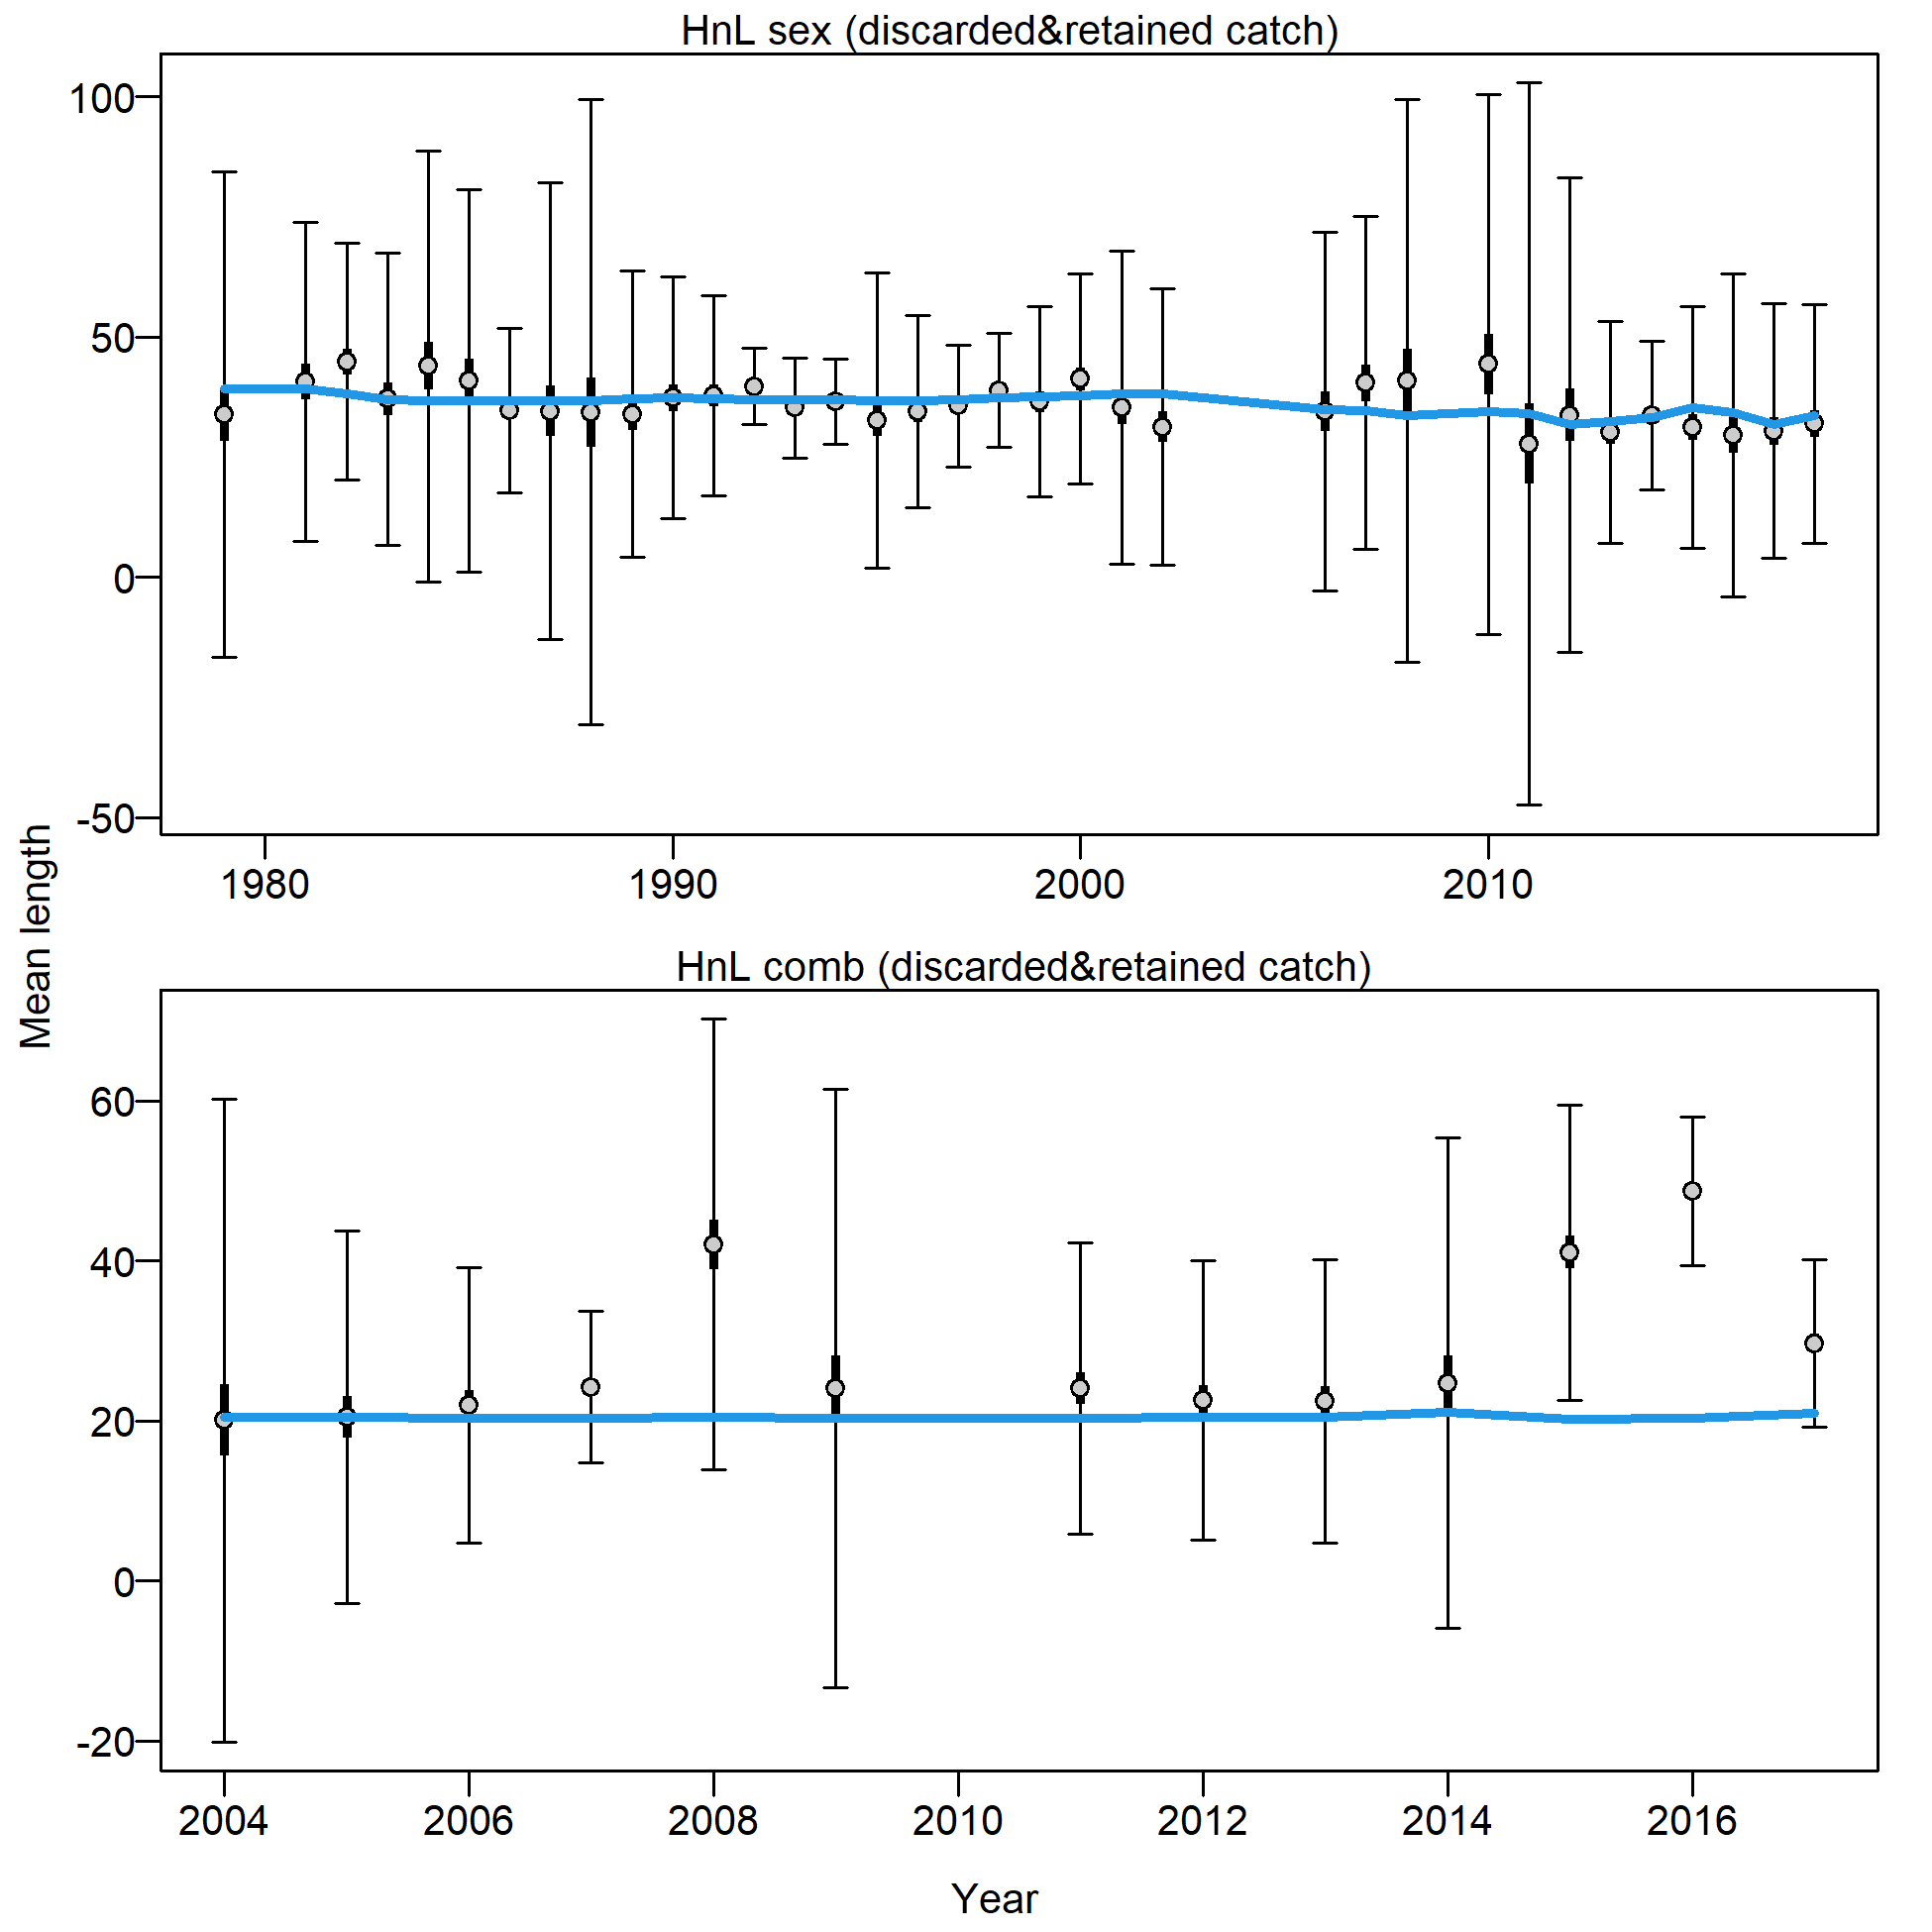 HnL sex (discarded&retained catch)
100
50
0
-50
1980 1990 2000 2010
Mean length
HnL comb (discarded&retained catch)
60
40
20
0
-20
2004 2006 2008 2010 2012 2014 2016
Year